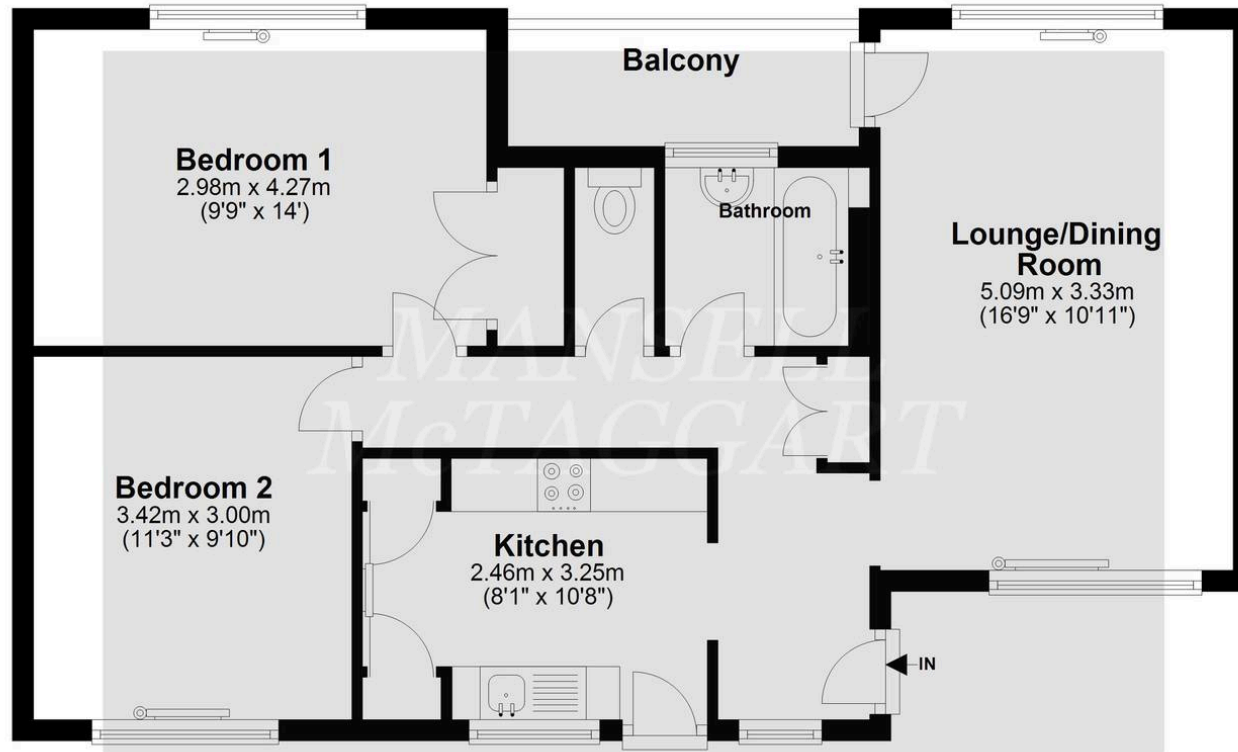 Balcony
Bedroom 1
2.98m x 4.27m
(9'9" x 14')
Bathroom
Lounge/Dining
Room
5.09m x 3.33m
(16'9" x 10'11")
MANSELL
McTAGGART
Bedroom 2
3.42m x 3.00m
(11'3" x 9'10")
Kitchen
2.46m x 3.25m
(8'1" x 10'8")
IN